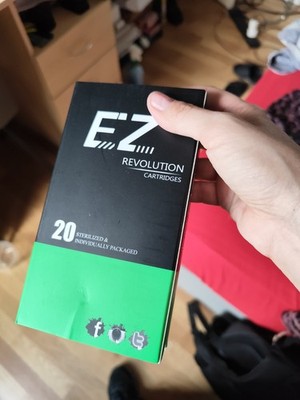 EZ
REVOLUTION
CARTRIDGES
20 STERILIZED &
INDIVIDUALLY PACKAGED